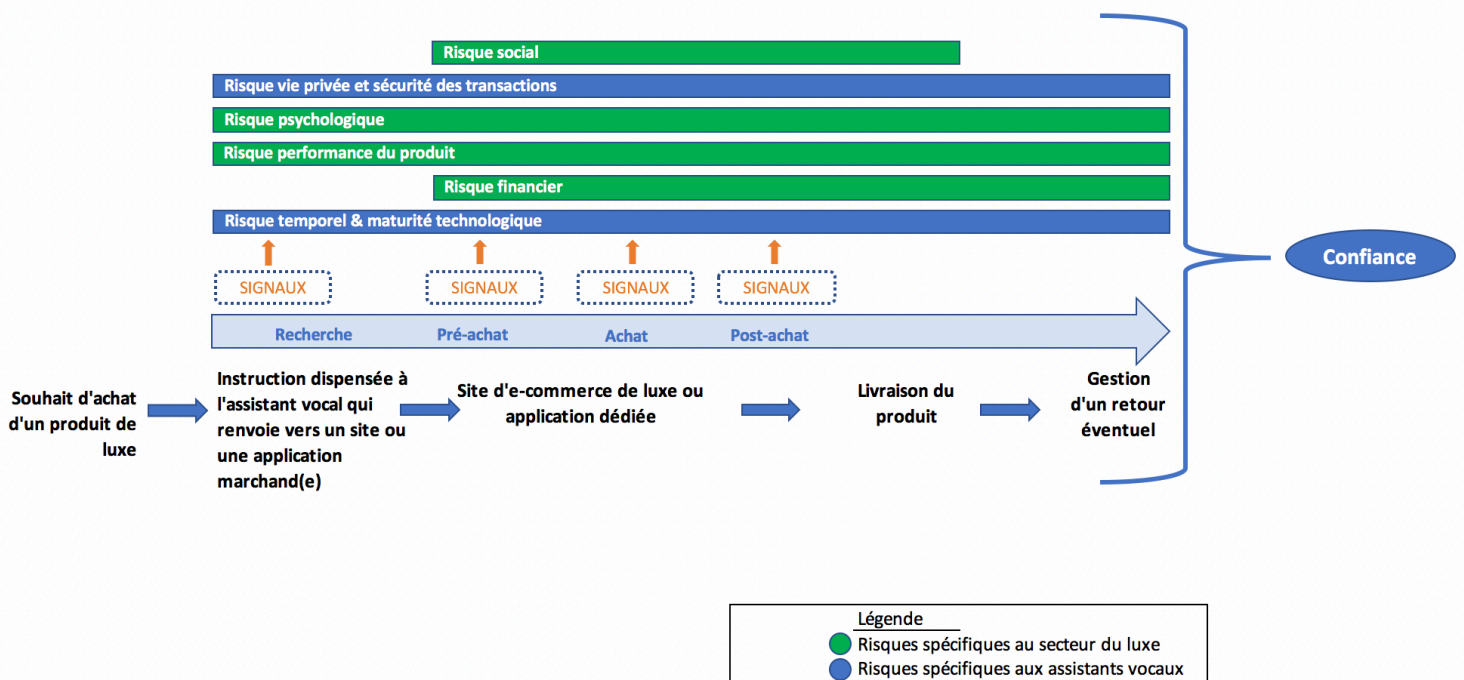 Risque social
Risque vie privée et sécurité des transactions
Risque psychologique
Risque performance du produit
Risque financier
Risque temporel & maturité technologique
SIGNAUX
SIGNAUX
SIGNAUX
SIGNAUX
Confiance
Recherche
Pré-achat
Achat
Post-achat
Souhait d'achat
d'un produit de
luxe
Instruction dispensée à
l'assistant vocal qui
renvoie vers un site ou
une application
marchand(e)
Site d'e-commerce de luxe ou
application dédiée
Livraison du
produit
Gestion
d'un retour
éventuel
Légende
Risques spécifiques au secteur du luxe
Risques spécifiques aux assistants vocaux